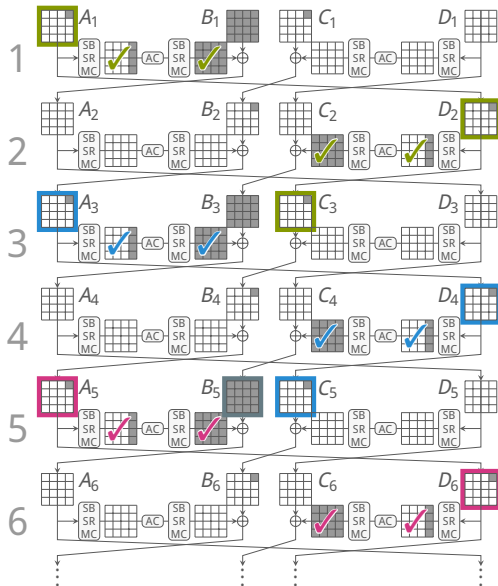 A1 B1 C1 D1
1 SB SR MC AC SB SR MC SB SR MC AC SB SR MC
A2 B2 C2 D2
2 SB SR MC AC SB SR MC SB SR MC AC SB SR MC
A3 B3 C3 D3
3 SB SR MC AC SB SR MC SB SR MC AC SB SR MC
A4 B4 C4 D4
4 SB SR MC AC SB SR MC SB SR MC AC SB SR MC
A5 B5 C5 D5
5 SB SR MC AC SB SR MC SB SR MC AC SB SR MC
A6 B6 C6 D6
6 SB SR MC AC SB SR MC SB SR MC AC SB SR MC